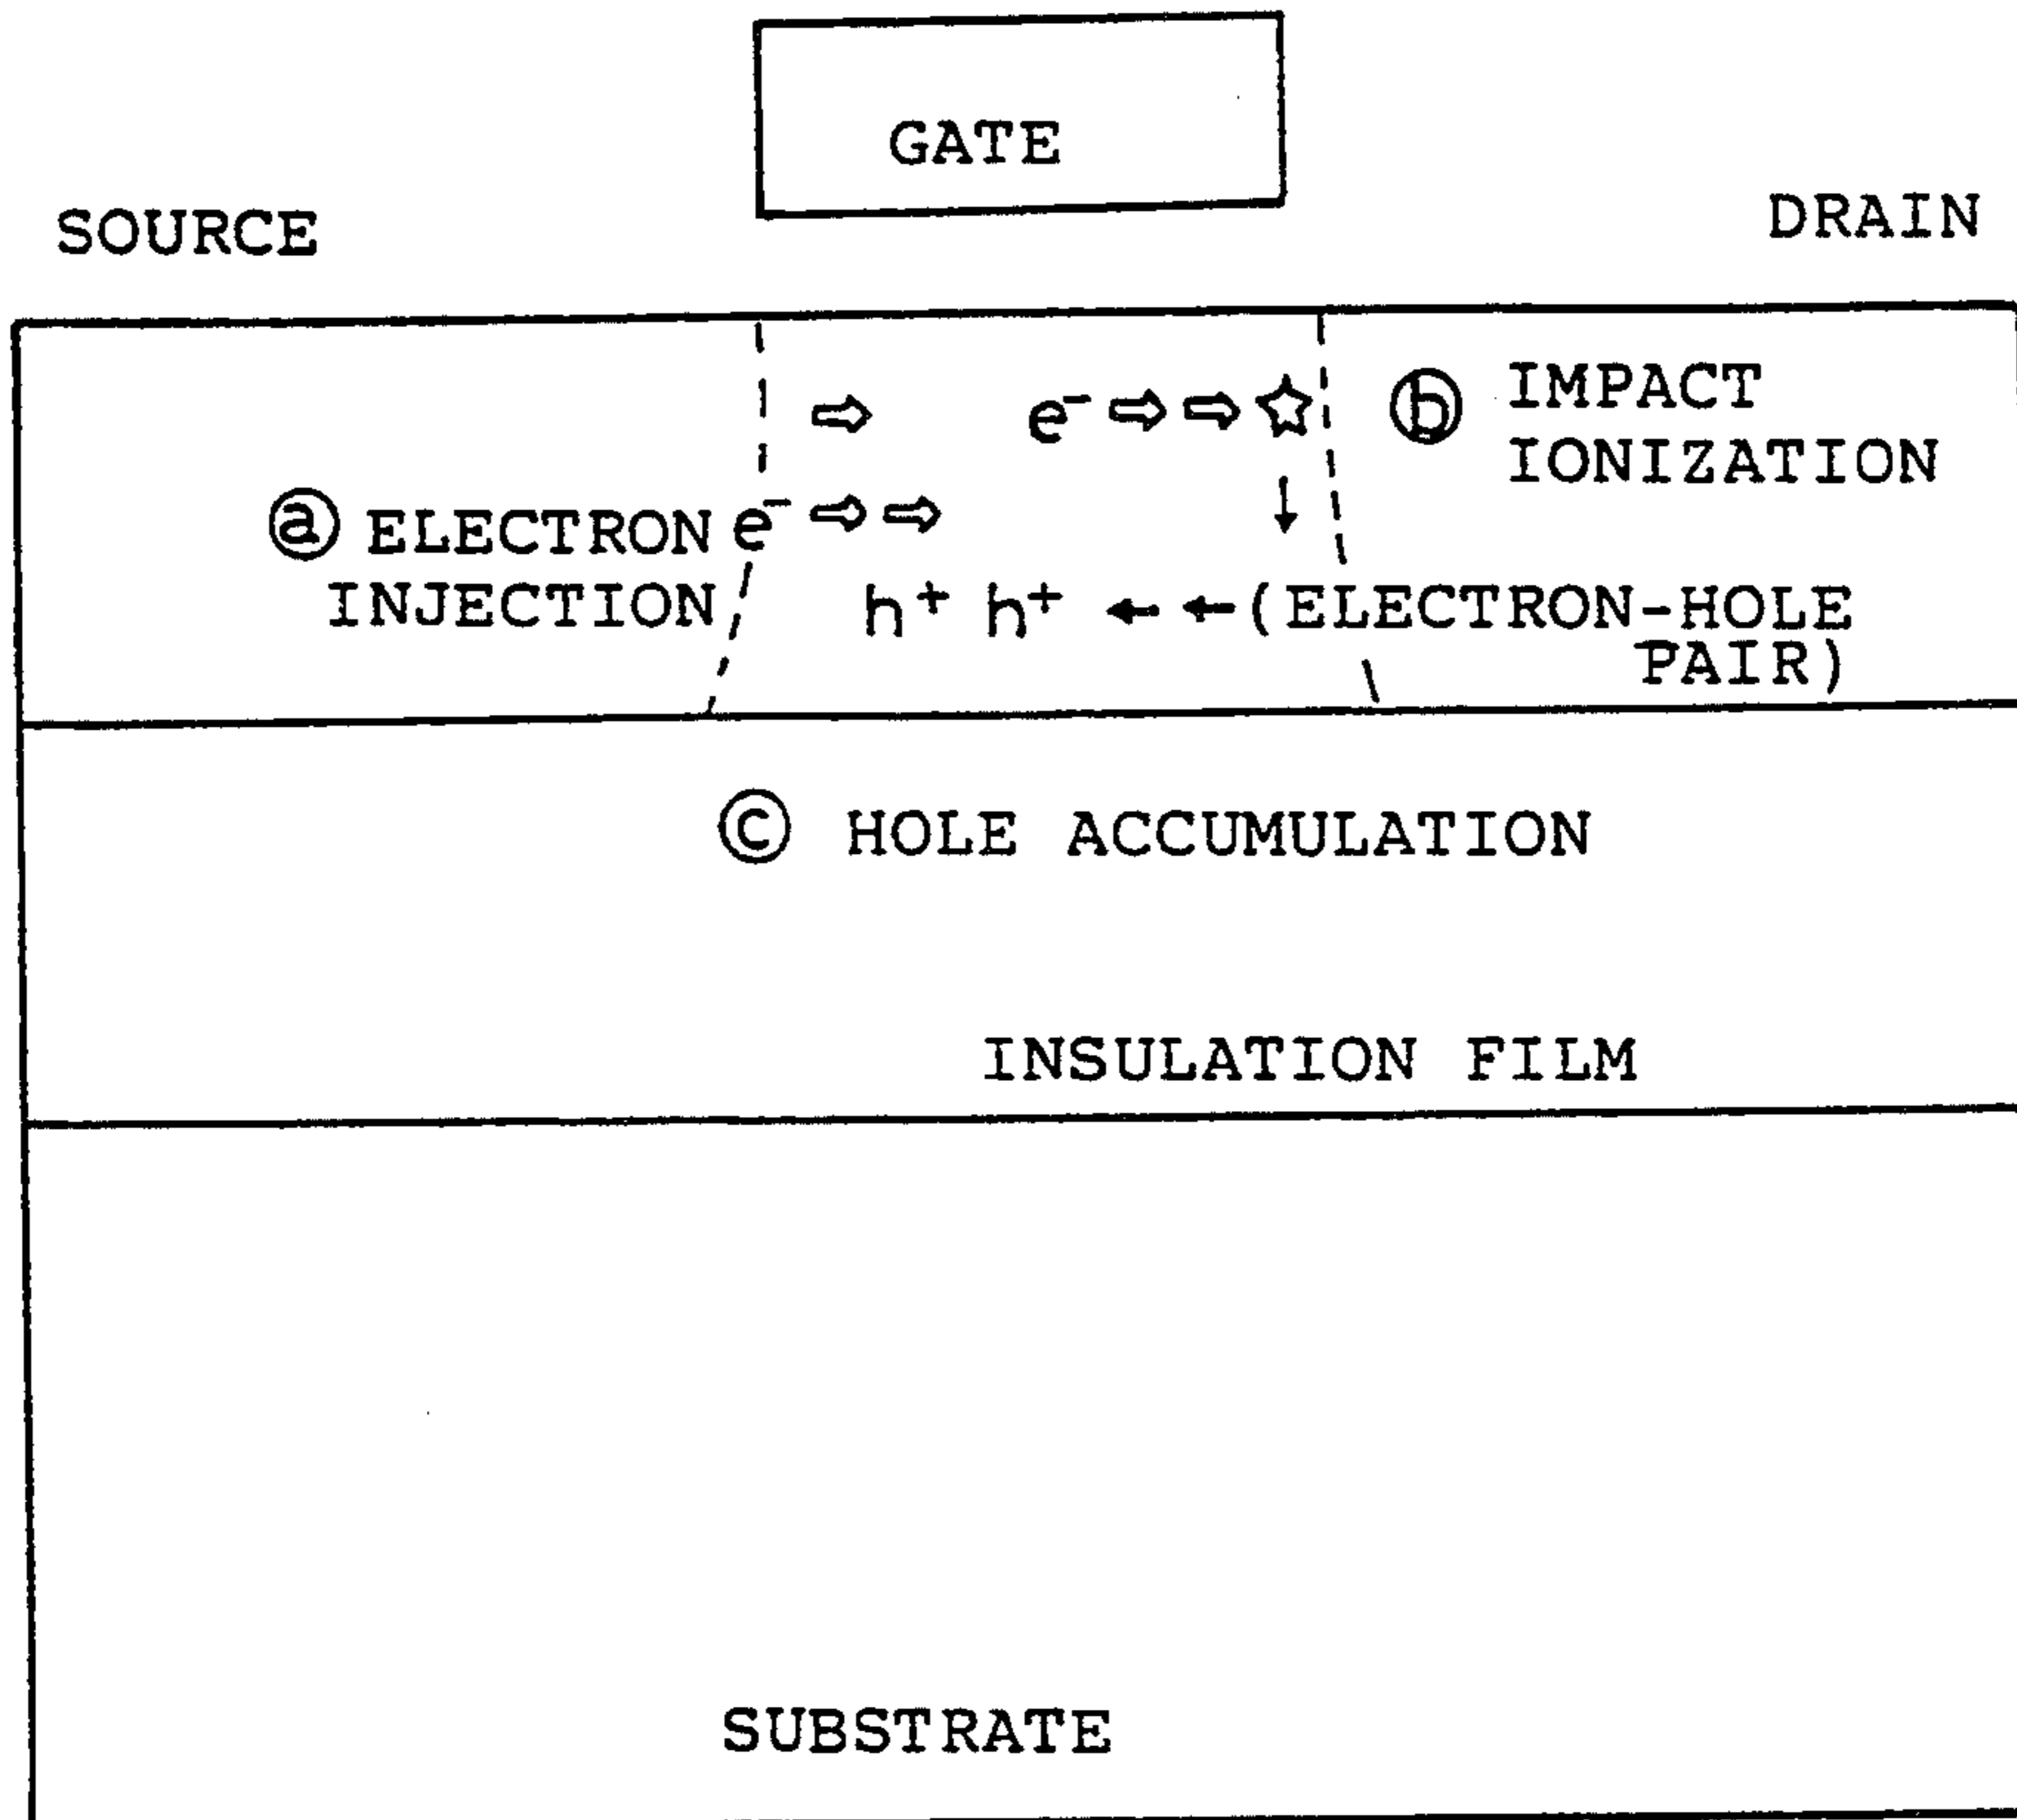 GATE
SOURCE
DRAIN
e⁻
ⓑ IMPACT
IONIZATION
ⓐ ELECTRON e⁻
INJECTION
h⁺ h⁺
(ELECTRON-HOLE
PAIR)
ⓒ HOLE ACCUMULATION
INSULATION FILM
SUBSTRATE